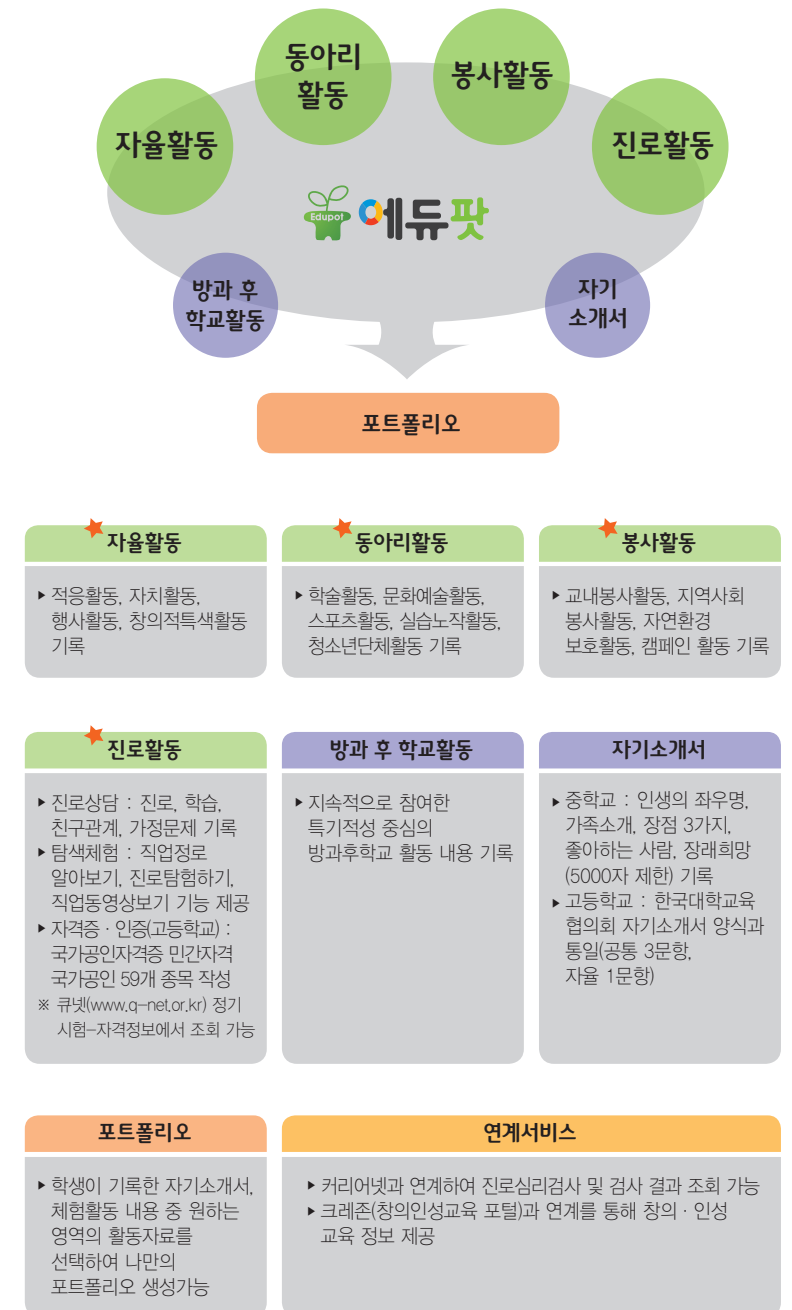 동아리
활동
봉사활동
자율활동
진로활동
Edupot
에듀팟
방과 후
학교활동
자기
소개서
포트폴리오
자율활동
▶ 적응활동, 자치활동,
행사활동, 창의적특색활동
기록
동아리활동
▶ 학술활동, 문화예술활동,
스포츠활동, 실습노작활동,
청소년단체활동 기록
봉사활동
▶ 교내봉사활동, 지역사회
봉사활동, 자연환경
보호활동, 캠페인 활동 기록
진로활동
▶ 진로상담 : 진로, 학습,
친구관계, 가정문제 기록
▶ 탐색체험 : 직업정로
알아보기, 진로탐험하기,
직업동영상보기 기능 제공
▶ 자격증 · 인증(고등학교) :
국가공인자격증 민간자격
국가공인 59개 종목 작성
※ 큐넷(www.q-net.or.kr) 정기
시험-자격정보에서 조회 가능
방과 후 학교활동
▶ 지속적으로 참여한
특기적성 중심의
방과후학교 활동 내용 기록
자기소개서
▶ 중학교 : 인생의 좌우명,
가족소개, 장점 3가지,
좋아하는 사람, 장래희망
(5000자 제한) 기록
▶ 고등학교 : 한국대학교육
협의회 자기소개서 양식과
통일(공통 3문항,
자율 1문항)
포트폴리오
▶ 학생이 기록한 자기소개서,
체험활동 내용 중 원하는
영역의 활동자료를
선택하여 나만의
포트폴리오 생성가능
연계서비스
▶ 커리어넷과 연계하여 진로심리검사 및 검사 결과 조회 가능
▶ 크레존(창의인성교육 포털)과 연계를 통해 창의 · 인성
교육 정보 제공